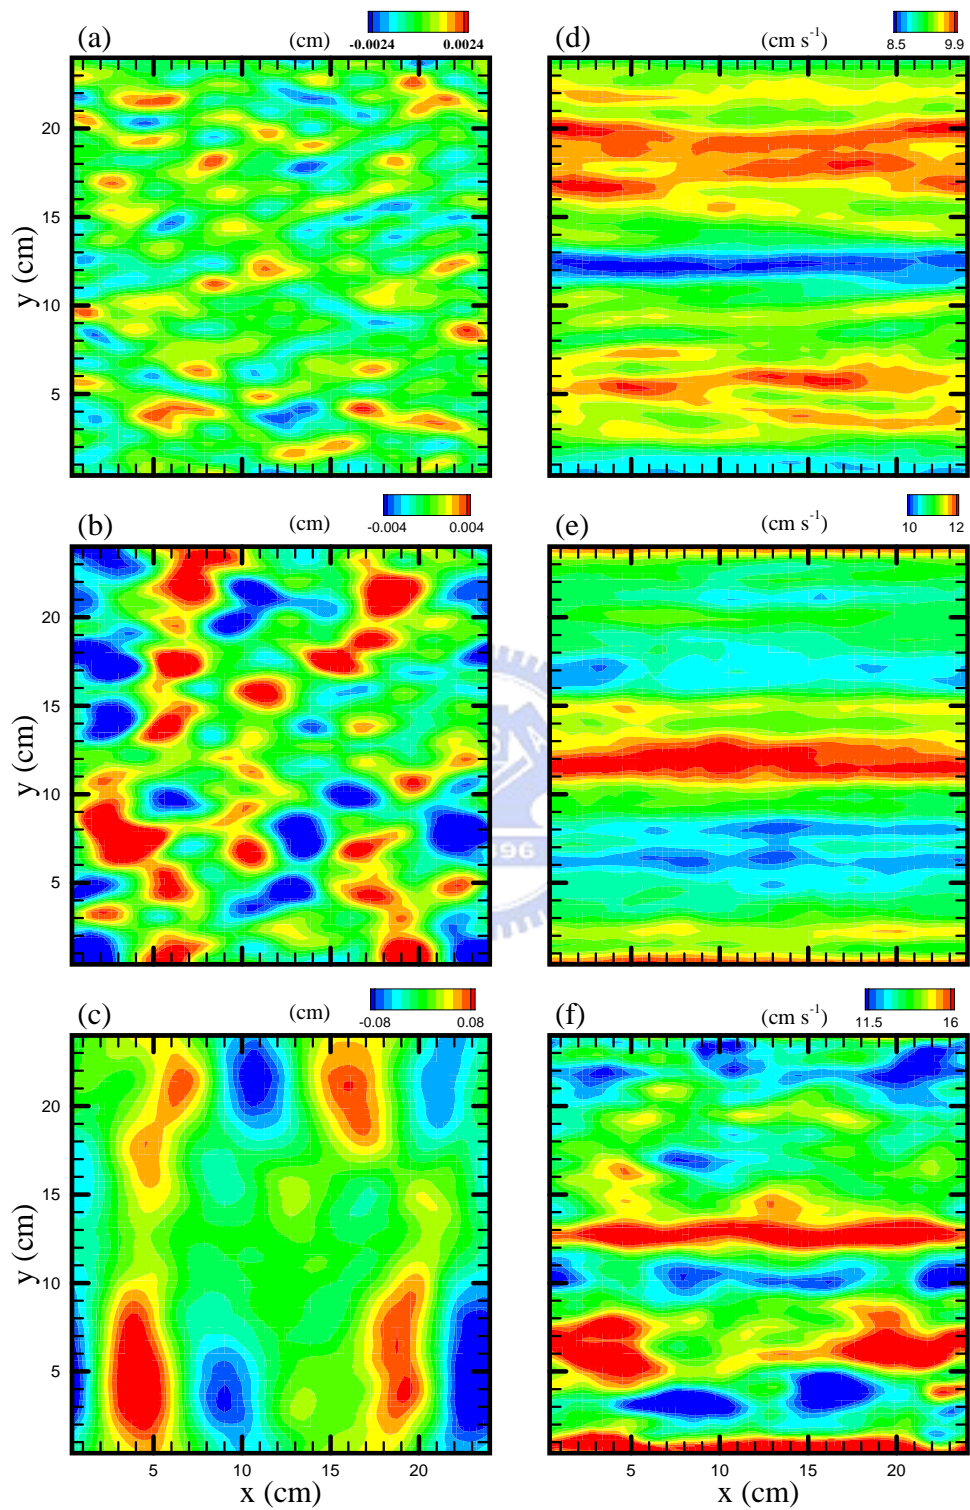 (a) (cm) -0.0024 0.0024
(d) (cm s-1) 8.5 9.9
20
15
10
5
y (cm)
(b) (cm) -0.004 0.004
(e) (cm s-1) 10 12
20
15
10
5
y (cm)
896
(c) (cm) -0.08 0.08
(f) (cm s-1) 11.5 16
20
15
10
5
y (cm)
5 10 15 20
5 10 15 20
x (cm)
x (cm)